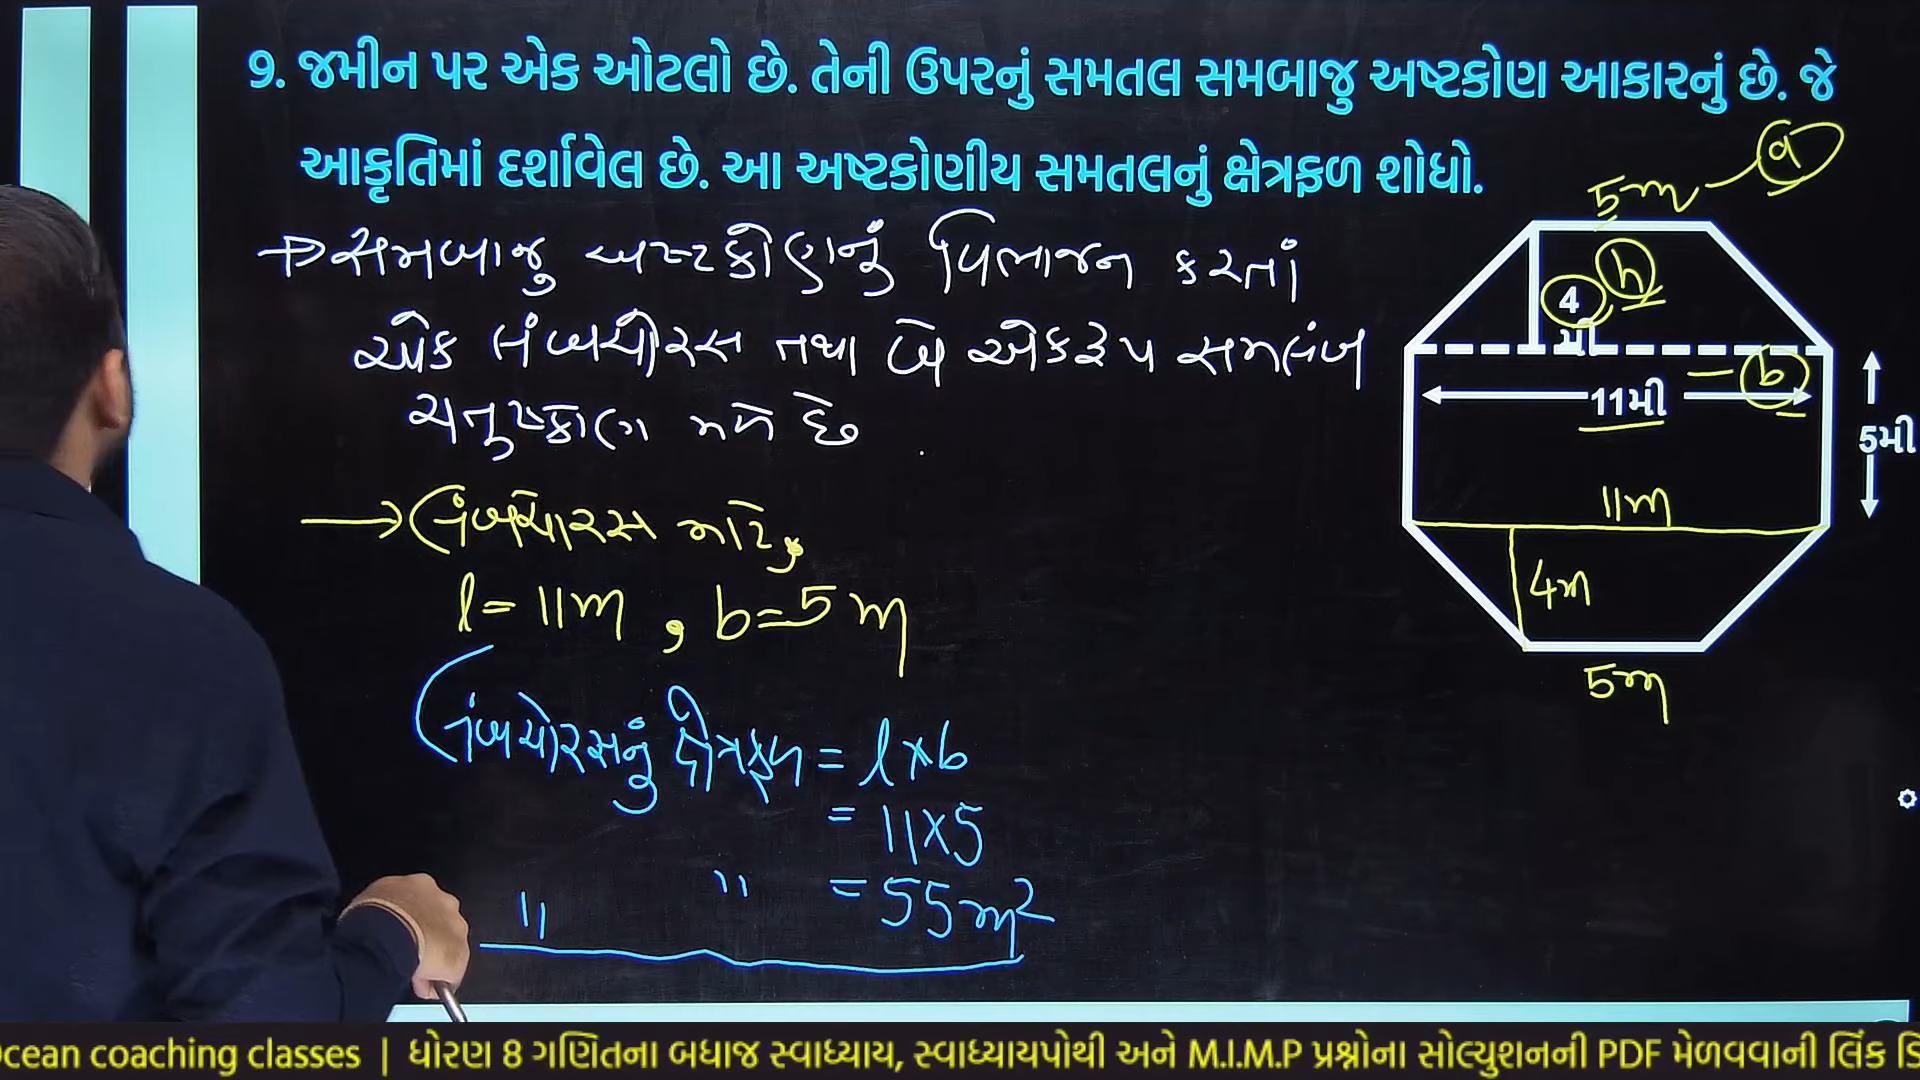 9. જમીન પર એક ઓટલો છે. તેની ઉપરનું સમતલ સમબાજુ અષ્ટકોણ આકારનું છે. જે
આકૃતિમાં દર્શાવેલ છે. આ અષ્ટકોણીય સમતલનું ક્ષેત્રફળ શોધો.
→ સમબાજુ અષ્ટકોણનું વિભાજન કરતાં
એક લંબચોરસ તથા બે એકરૂપ સમલંબ
ચતુષ્કોણ મળે છે
→ લંબચોરસ માટે,
l = 11m , b = 5 m
લંબચોરસનું ક્ષેત્રફળ = l × b
= 11 × 5
" " = 55 m²
5m a
4 h
મી
b
11મી
5મી
11m
4m
5m
cean coaching classes | ધોરણ 8 ગણિતના બધાજ સ્વાધ્યાય, સ્વાધ્યાયપોથી અને M.I.M.P પ્રશ્નોના સોલ્યુશનની PDF મેળવવાની લિંક ડિ